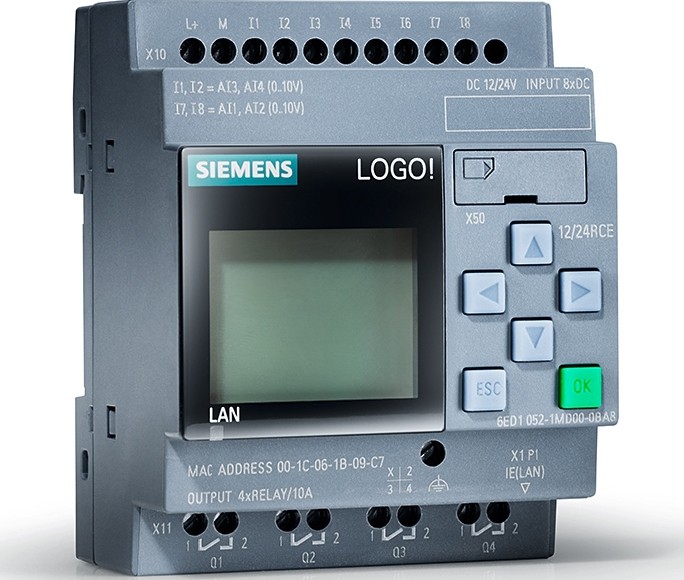 L+ M I1 I2 I3 I4 I5 I6 I7 I8
X10
I1, I2 = AI3, AI4 (0..10V)
I7, I8 = AI1, AI2 (0..10V)
DC 12/24V INPUT 8xDC
SIEMENS
LOGO!
X50
12/24RCE
ESC
OK
6ED1 052-1MD00-0BA8
LAN
MAC ADDRESS 00-1C-06-1B-09-C7
OUTPUT 4xRELAY/10A
X 2
3 4
X1 P1
IE(LAN)
X11
1 2 1 2 1 2 1 2
Q1 Q2 Q3 Q4